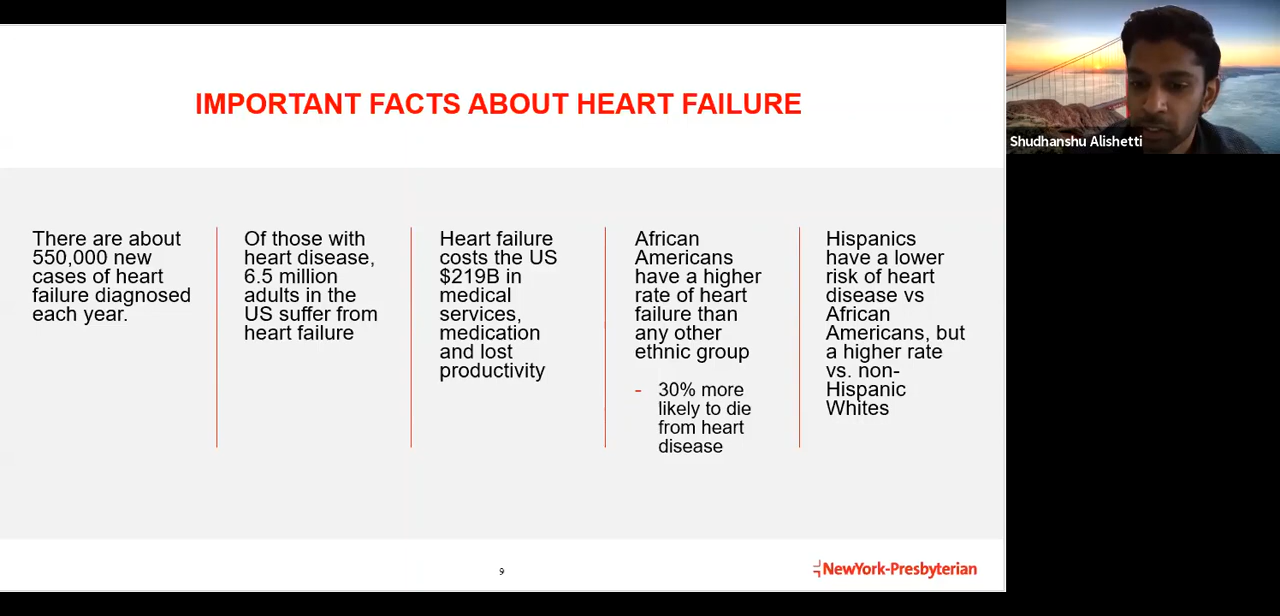 IMPORTANT FACTS ABOUT HEART FAILURE
There are about
550,000 new
cases of heart
failure diagnosed
each year.
Of those with
heart disease,
6.5 million
adults in the
US suffer from
heart failure
Heart failure
costs the US
$219B in
medical
services,
medication
and lost
productivity
African
Americans
have a higher
rate of heart
failure than
any other
ethnic group
- 30% more
likely to die
from heart
disease
Hispanics
have a lower
risk of heart
disease vs
African
Americans, but
a higher rate
vs. non-
Hispanic
Whites
9
NewYork-Presbyterian
Shudhanshu Alishetti